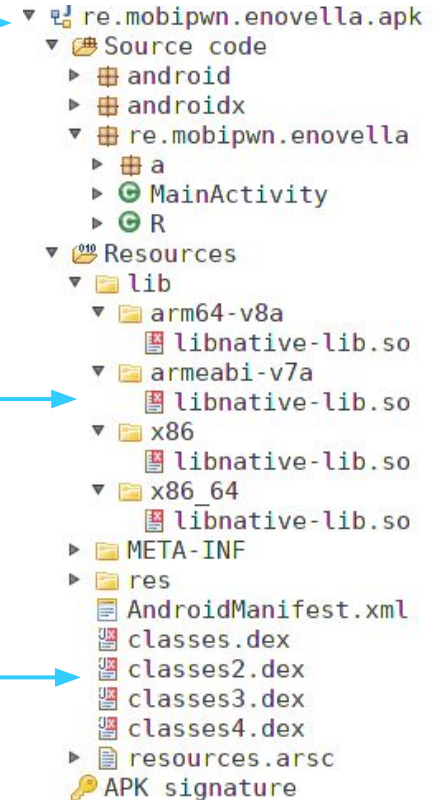 re.mobipwn.enovella.apk
Source code
android
androidx
re.mobipwn.enovella
a
MainActivity
R
Resources
lib
arm64-v8a
libnative-lib.so
armeabi-v7a
libnative-lib.so
x86
libnative-lib.so
x86_64
libnative-lib.so
META-INF
res
AndroidManifest.xml
classes.dex
classes2.dex
classes3.dex
classes4.dex
resources.arsc
APK signature